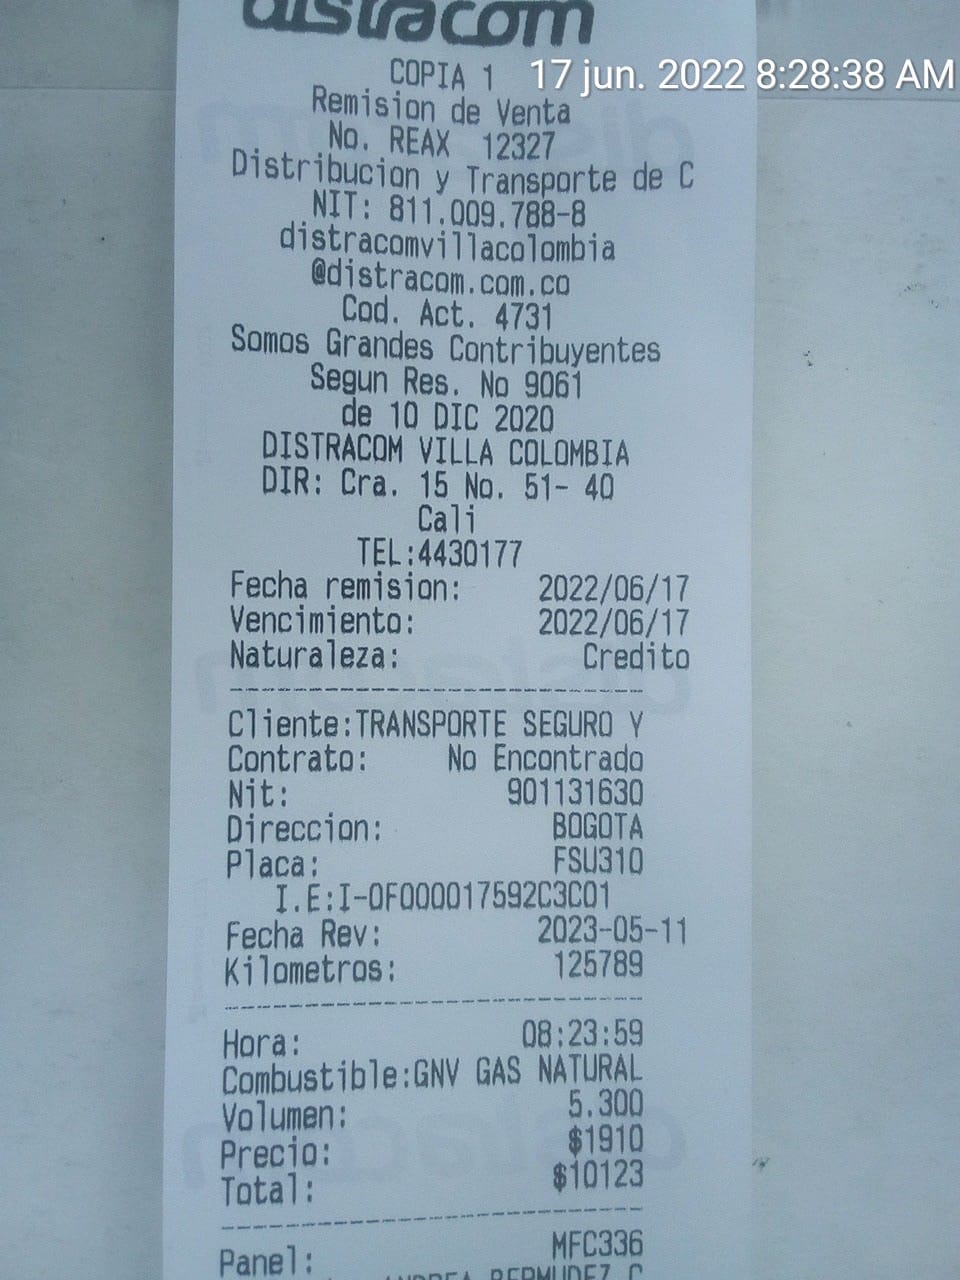 distracom
COPIA 1
17 jun. 2022 8:28:38 AM
Remision de Venta
No. REAX 12327
Distribucion y Transporte de C
NIT: 811.009.788-8
distracomvillacolombia
@distracom.com.co
Cod. Act. 4731
Somos Grandes Contribuyentes
Segun Res. No 9061
de 10 DIC 2020
DISTRACOM VILLA COLOMBIA
DIR: Cra. 15 No. 51- 40
Cali
TEL:4430177
Fecha remision: 2022/06/17
Vencimiento: 2022/06/17
Naturaleza: Credito
Cliente:TRANSPORTE SEGURO Y
Contrato: No Encontrado
Nit: 901131630
Direccion: BOGOTA
Placa: FSU310
I.E:I-0F000017592C3C01
Fecha Rev: 2023-05-11
Kilometros: 125789
Hora: 08:23:59
Combustible:GNV GAS NATURAL
Volumen: 5.300
Precio: $1910
Total: $10123
Panel: MFC336
ANDREA BERMUDEZ C